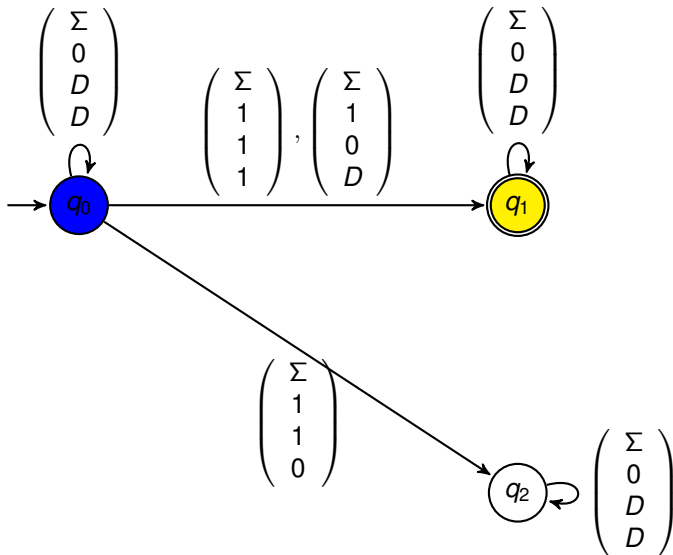 ( Σ 0 D D )
( Σ 0 D D )
( Σ 1 1 1 ) , ( Σ 1 0 D )
q₀
q₁
( Σ 1 1 0 )
q₂
( Σ 0 D D )